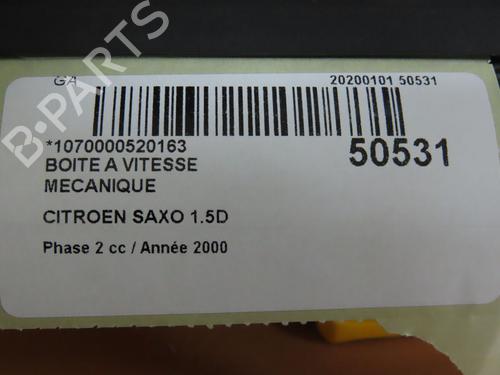 GA
20200101 50531
*1070000520163
50531
BOITE A VITESSE
MECANIQUE
CITROEN SAXO 1.5D
Phase 2 cc / Année 2000
B-PARTS